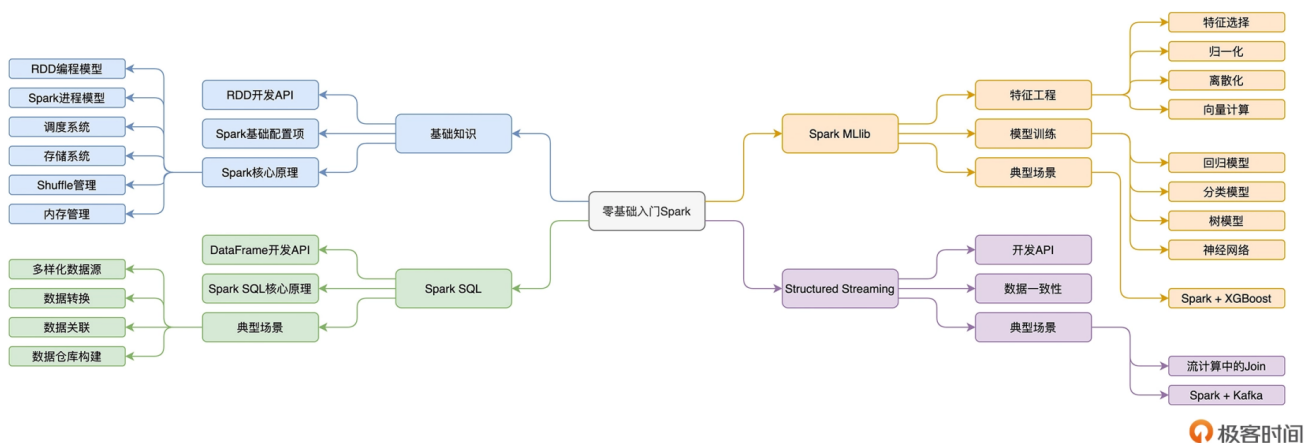 零基础入门Spark
基础知识
RDD开发API
Spark基础配置项
Spark核心原理
RDD编程模型
Spark进程模型
调度系统
存储系统
Shuffle管理
内存管理
Spark SQL
DataFrame开发API
Spark SQL核心原理
典型场景
多样化数据源
数据转换
数据关联
数据仓库构建
Spark MLlib
特征工程
特征选择
归一化
离散化
向量计算
模型训练
回归模型
分类模型
树模型
神经网络
典型场景
Spark + XGBoost
Structured Streaming
开发API
数据一致性
典型场景
流计算中的Join
Spark + Kafka
极客时间